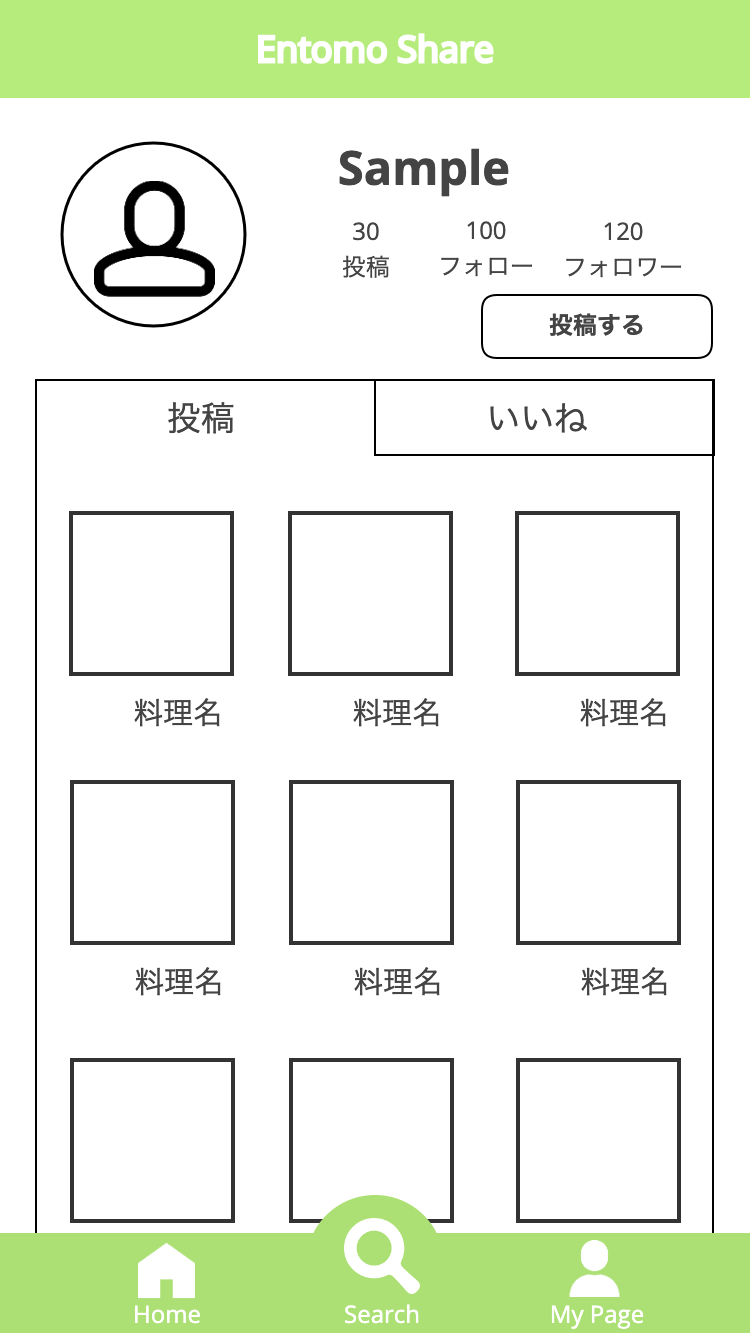 Entomo Share
Sample
30 100 120
投稿 フォロー フォロワー
投稿する
投稿 いいね
料理名 料理名 料理名
料理名 料理名 料理名
Home Search My Page